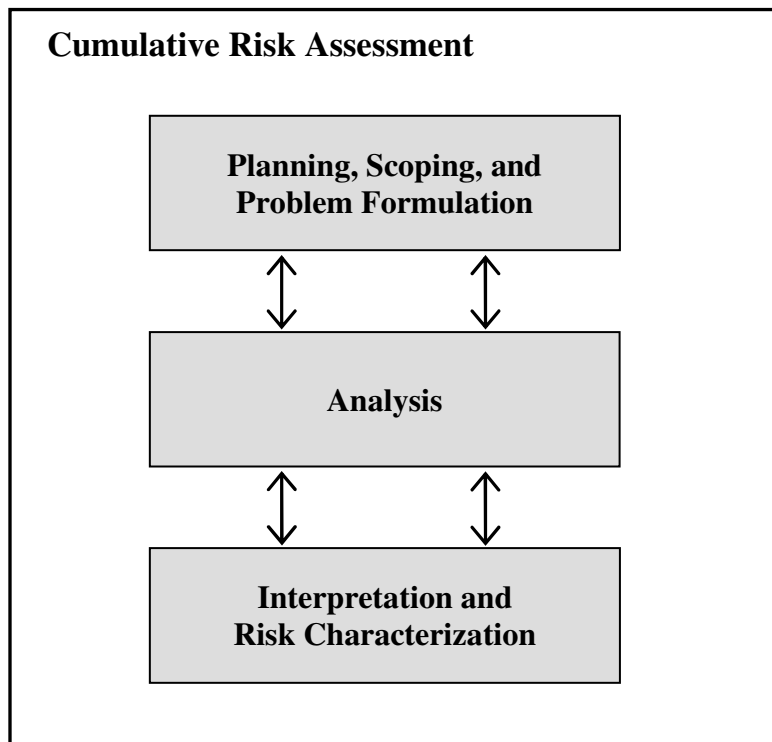 Cumulative Risk Assessment
Planning, Scoping, and
Problem Formulation
Analysis
Interpretation and
Risk Characterization